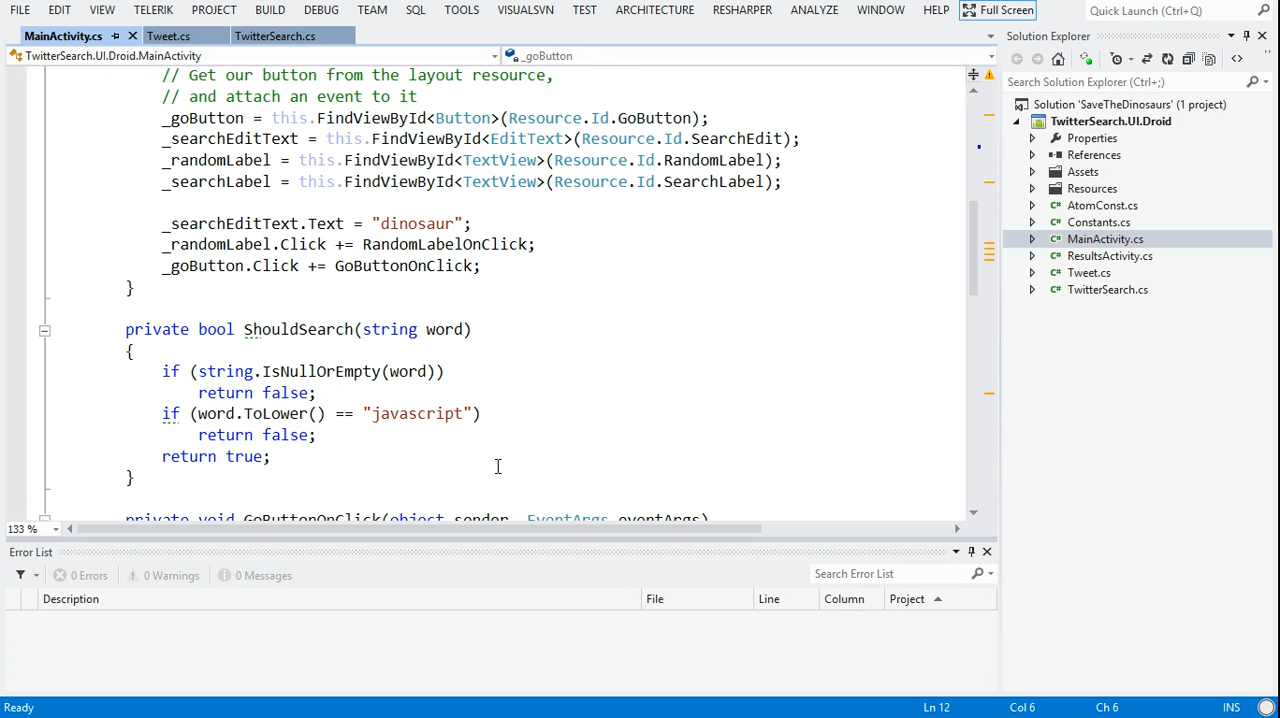 FILE EDIT VIEW TELERIK PROJECT BUILD DEBUG TEAM SQL TOOLS VISUALSVN TEST ARCHITECTURE RESHARPER ANALYZE WINDOW HELP Full Screen Quick Launch (Ctrl+Q)
MainActivity.cs Tweet.cs TwitterSearch.cs
TwitterSearch.UI.Droid.MainActivity _goButton
// Get our button from the layout resource,
// and attach an event to it
_goButton = this.FindViewById<Button>(Resource.Id.GoButton);
_searchEditText = this.FindViewById<EditText>(Resource.Id.SearchEdit);
_randomLabel = this.FindViewById<TextView>(Resource.Id.RandomLabel);
_searchLabel = this.FindViewById<TextView>(Resource.Id.SearchLabel);
_searchEditText.Text = "dinosaur";
_randomLabel.Click += RandomLabelOnClick;
_goButton.Click += GoButtonOnClick;
}
private bool ShouldSearch(string word)
{
if (string.IsNullOrEmpty(word))
return false;
if (word.ToLower() == "javascript")
return false;
return true;
}
private void GoButtonOnClick(object sender, EventArgs eventArgs)
133 %
Solution Explorer
Search Solution Explorer (Ctrl+;)
Solution 'SaveTheDinosaurs' (1 project)
TwitterSearch.UI.Droid
Properties
References
Assets
Resources
AtomConst.cs
Constants.cs
MainActivity.cs
ResultsActivity.cs
Tweet.cs
TwitterSearch.cs
Error List
0 Errors 0 Warnings 0 Messages Search Error List
Description File Line Column Project
Ready Ln 12 Col 6 Ch 6 INS